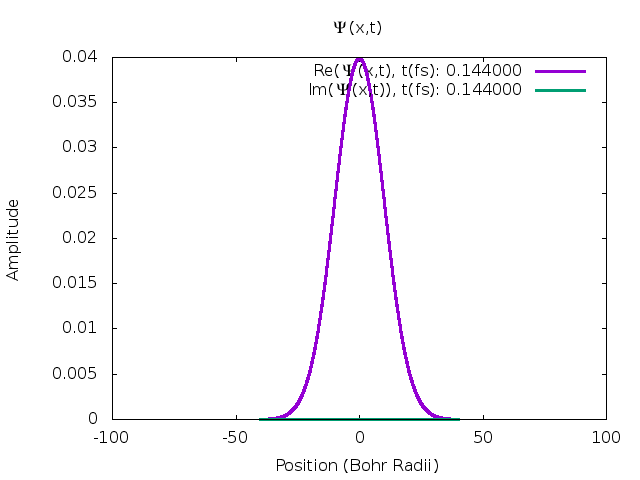 Ψ(x,t)
0.04
0.035
0.03
0.025
0.02
0.015
0.01
0.005
0
Amplitude
Re(Ψ(x,t), t(fs): 0.144000
Im(Ψ(x,t)), t(fs): 0.144000
-100 -50 0 50 100
Position (Bohr Radii)